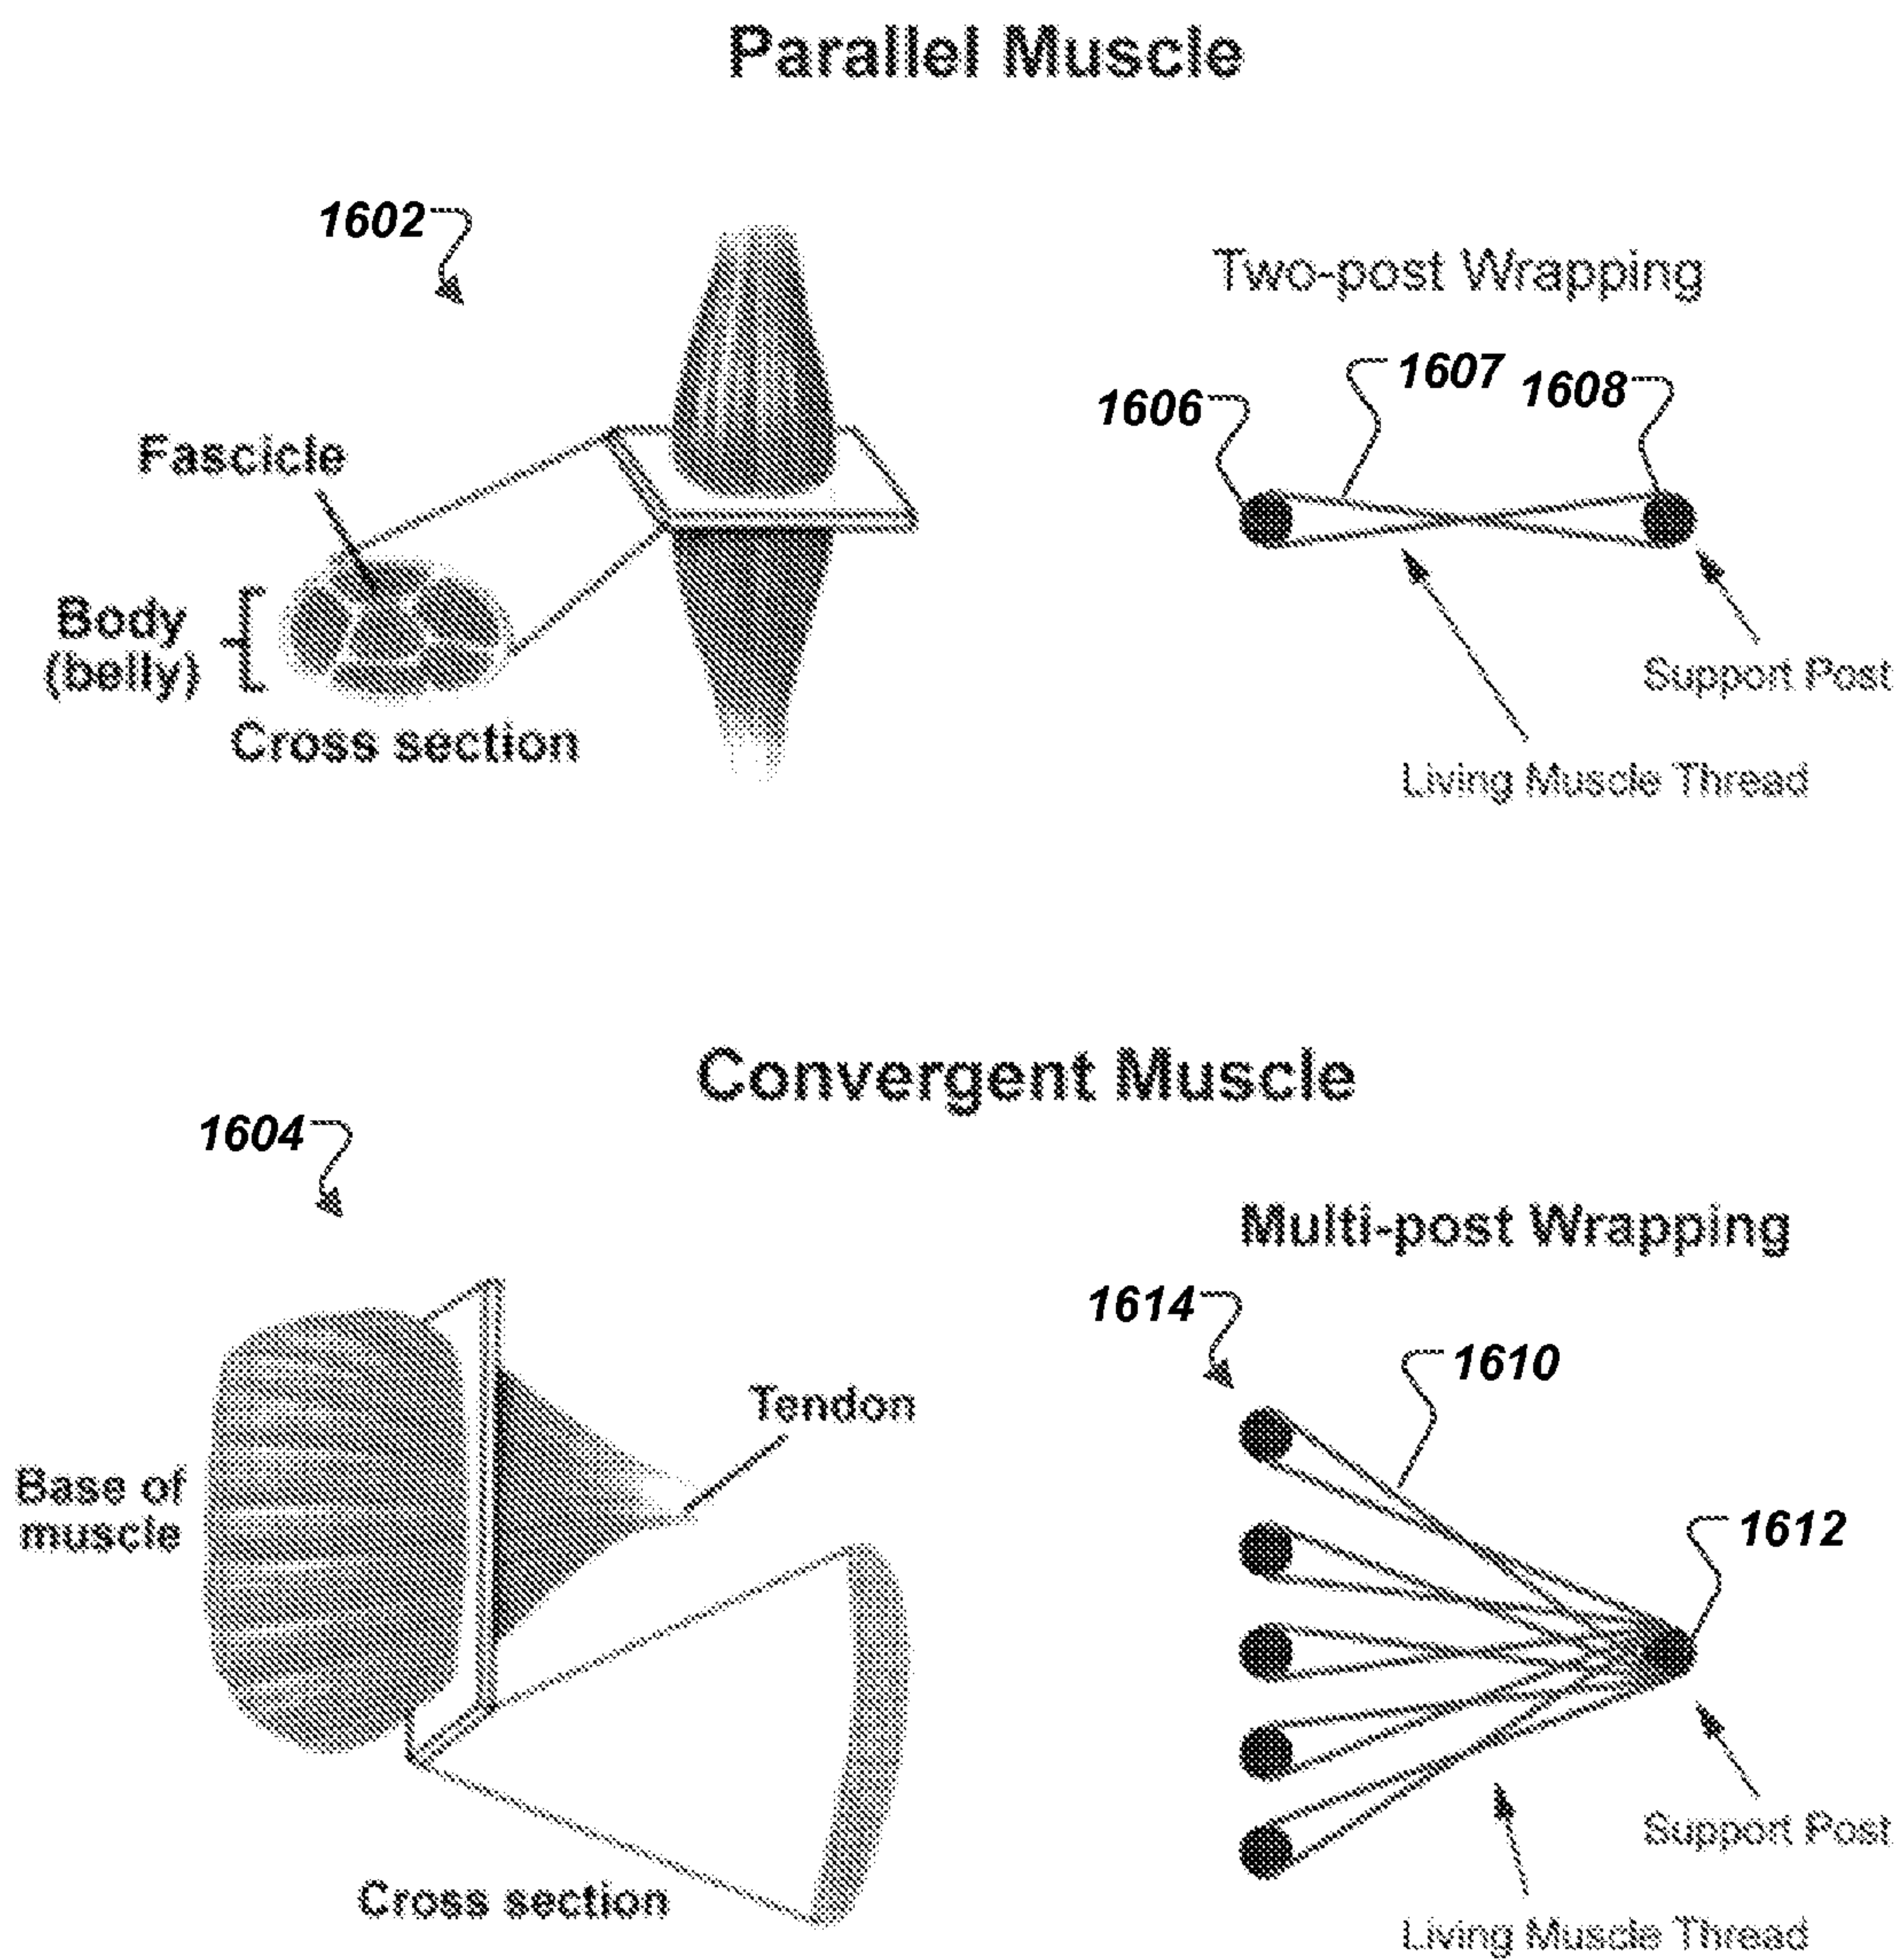 Parallel Muscle
1602
Two-post Wrapping
1606
1607
1608
Fascicle
Body
(belly)
Cross section
Support Post
Living Muscle Thread
Convergent Muscle
1604
Multi-post Wrapping
1614
1610
Tendon
Base of
muscle
1612
Support Post
Cross section
Living Muscle Thread